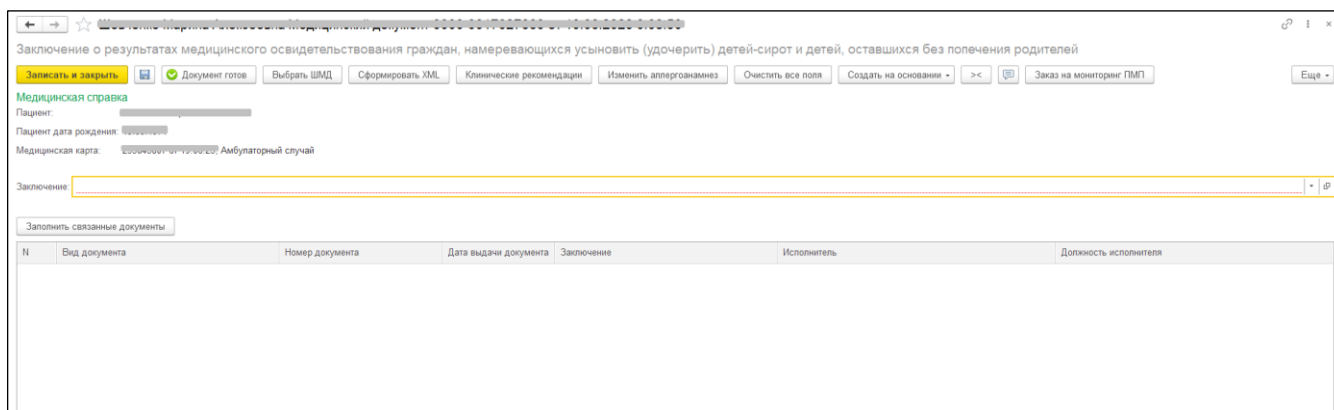 Заключение о результатах медицинского освидетельствования граждан, намеревающихся усыновить (удочерить) детей-сирот и детей, оставшихся без попечения родителей
Записать и закрыть Документ готов Выбрать ШМД Сформировать XML Клинические рекомендации Изменить аллергоанамнез Очистить все поля Создать на основании >< Заказ на мониторинг ПМП Еще
Медицинская справка
Пациент:
Пациент дата рождения:
Медицинская карта: Амбулаторный случай
Заключение:
Заполнить связанные документы
N Вид документа Номер документа Дата выдачи документа Заключение Исполнитель Должность исполнителя